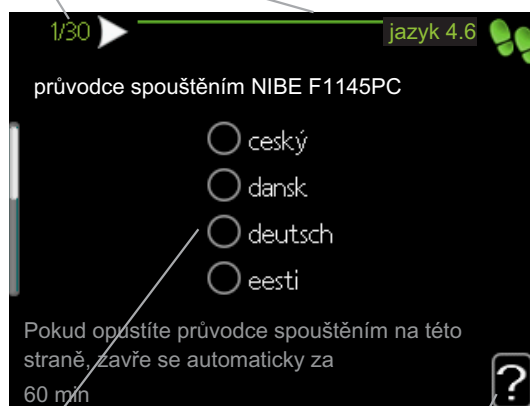 1/30
jazyk 4.6
průvodce spouštěním NIBE F1145PC
ceský
dansk
deutsch
eesti
Pokud opustíte průvodce spouštěním na této
straně, zavře se automaticky za
60 min
?